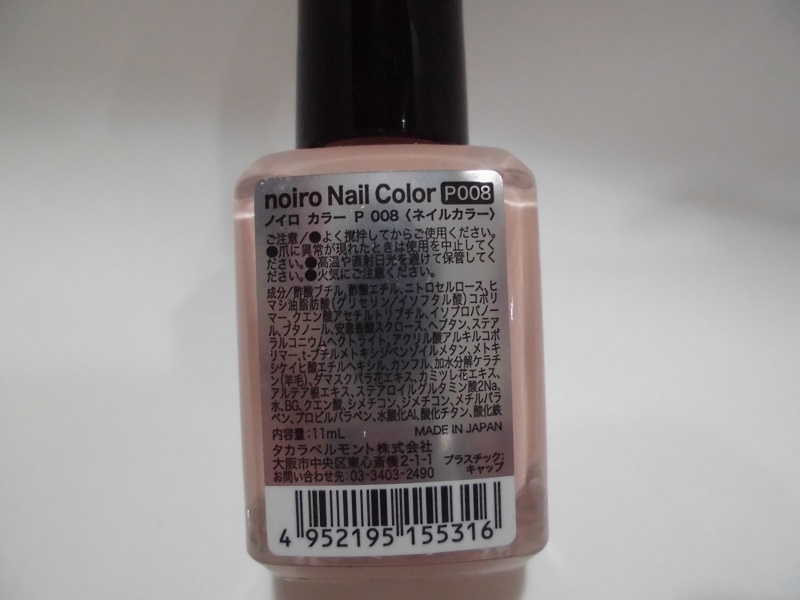 noiro Nail Color P008
ノイロ カラー P 008〈ネイルカラー〉
ご注意／●よく撹拌してからご使用ください。
●爪に異常が現れたときは使用を中止してく
ださい。●高温や直射日光を避けて保管してく
ださい。●火気にご注意ください。
成分／酢酸ブチル、酢酸エチル、ニトロセルロース、ヒ
マシ油脂肪酸（グリセリン／イソフタル酸）コポリ
マー、クエン酸アセチルトリブチル、イソプロパノー
ル、ブタノール、安息香酸スクロース、ヘプタン、ステア
ラルコニウムヘクトライト、アクリル酸アルキルコポ
リマー、t-ブチルメトキシジベンゾイルメタン、メトキ
シケイヒ酸エチルヘキシル、カンフル、加水分解ケラチ
ン（羊毛）、ダマスクバラ花エキス、カミツレ花エキス、
アルテア根エキス、ステアロイルグルタミン酸2Na、
水、BG、クエン酸、シメチコン、ジメチコン、メチルパラ
ベン、プロピルパラベン、水酸化Al、酸化チタン、酸化鉄
内容量：11mL MADE IN JAPAN
タカラベルモント株式会社
大阪市中央区東心斎橋2-1-1 プラスチック：
お問い合わせ先：03-3403-2490 キャップ
4 952195 155316